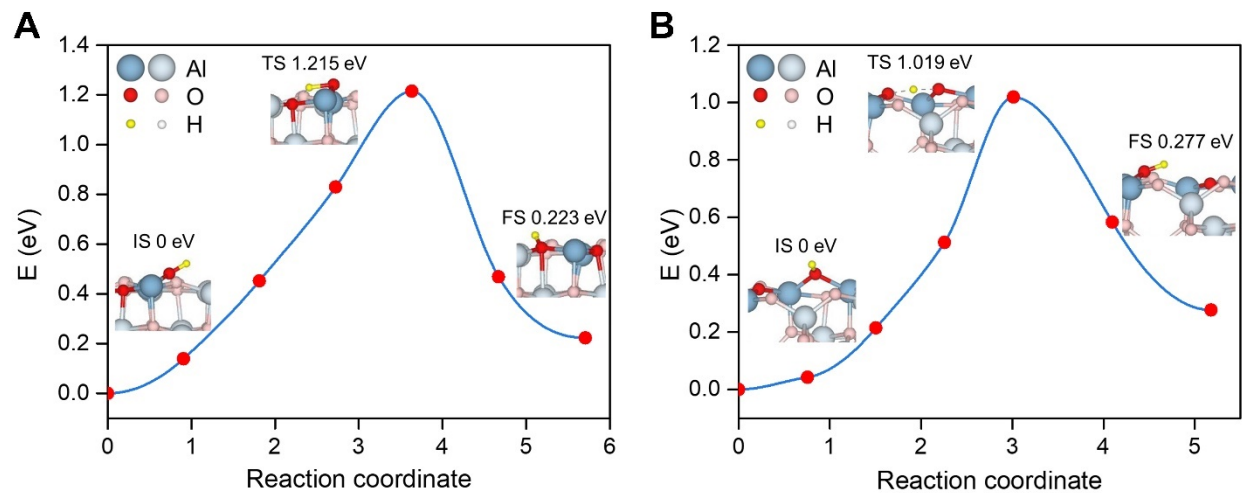 A
1.4
1.2
1.0
0.8
0.6
0.4
0.2
0.0
E (eV)
Al
O
H
TS 1.215 eV
IS 0 eV
FS 0.223 eV
0 1 2 3 4 5 6
Reaction coordinate
B
1.2
1.0
0.8
0.6
0.4
0.2
0.0
E (eV)
Al
O
H
TS 1.019 eV
FS 0.277 eV
IS 0 eV
0 1 2 3 4 5
Reaction coordinate